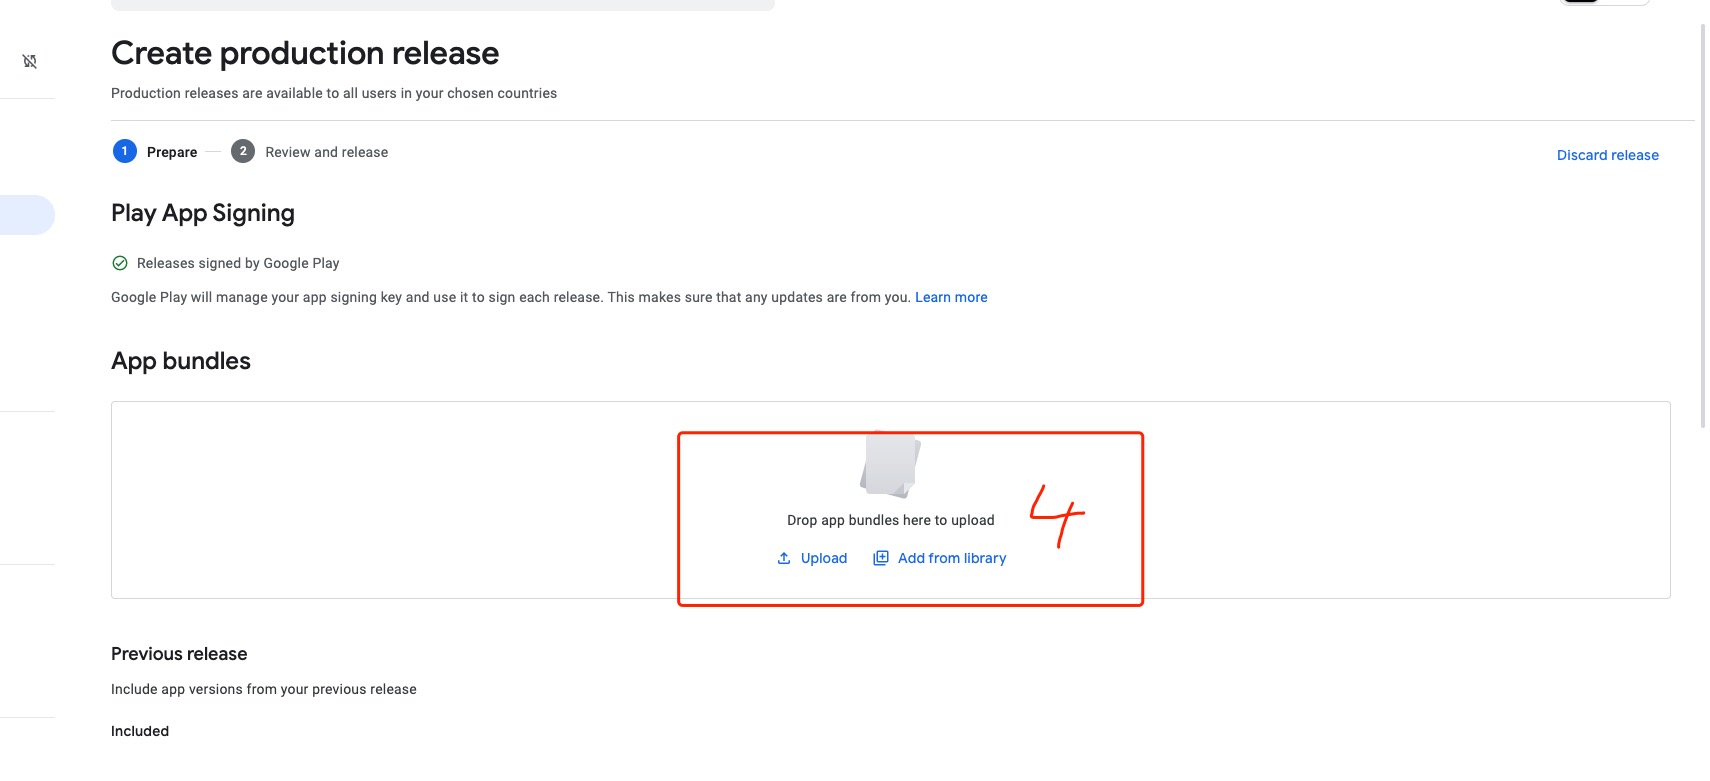 Create production release
Production releases are available to all users in your chosen countries
1 Prepare 2 Review and release
Discard release
Play App Signing
Releases signed by Google Play
Google Play will manage your app signing key and use it to sign each release. This makes sure that any updates are from you. Learn more
App bundles
Drop app bundles here to upload
4
Upload Add from library
Previous release
Include app versions from your previous release
Included